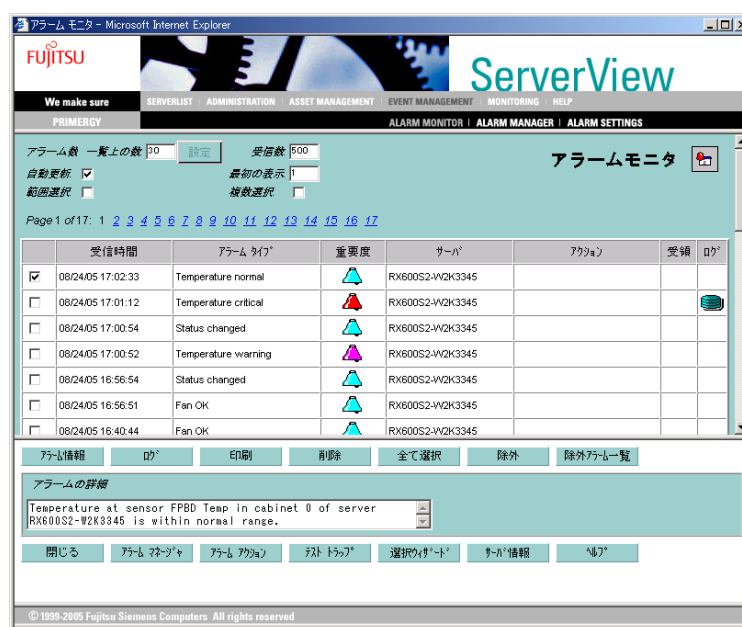 アラーム モニタ - Microsoft Internet Explorer
FUJITSU
ServerView
We make sure
SERVERLIST | ADMINISTRATION | ASSET MANAGEMENT | EVENT MANAGEMENT | MONITORING | HELP
PRIMERGY
ALARM MONITOR | ALARM MANAGER | ALARM SETTINGS
アラーム数 一覧上の数 30 設定 受信数 500
アラームモニタ
自動更新 最初の表示 1
範囲選択 複数選択
Page 1 of 17: 1 2 3 4 5 6 7 8 9 10 11 12 13 14 15 16 17
受信時間 アラーム タイプ 重要度 サーバ アクション 受領 ログ
08/24/05 17:02:33 Temperature normal RX600S2-W2K3345
08/24/05 17:01:12 Temperature critical RX600S2-W2K3345
08/24/05 17:00:54 Status changed RX600S2-W2K3345
08/24/05 17:00:52 Temperature warning RX600S2-W2K3345
08/24/05 16:56:54 Status changed RX600S2-W2K3345
08/24/05 16:56:51 Fan OK RX600S2-W2K3345
08/24/05 16:40:44 Fan OK RX600S2-W2K3345
アラーム情報 ログ 印刷 削除 全て選択 除外 除外アラーム一覧
アラームの詳細
Temperature at sensor FPBD Temp in cabinet 0 of server
RX600S2-W2K3345 is within normal range.
閉じる アラーム マネージャ アラーム アクション テスト トラップ 選択ウィザード サーバ情報 ヘルプ
© 1999-2005 Fujitsu Siemens Computers All rights reserved